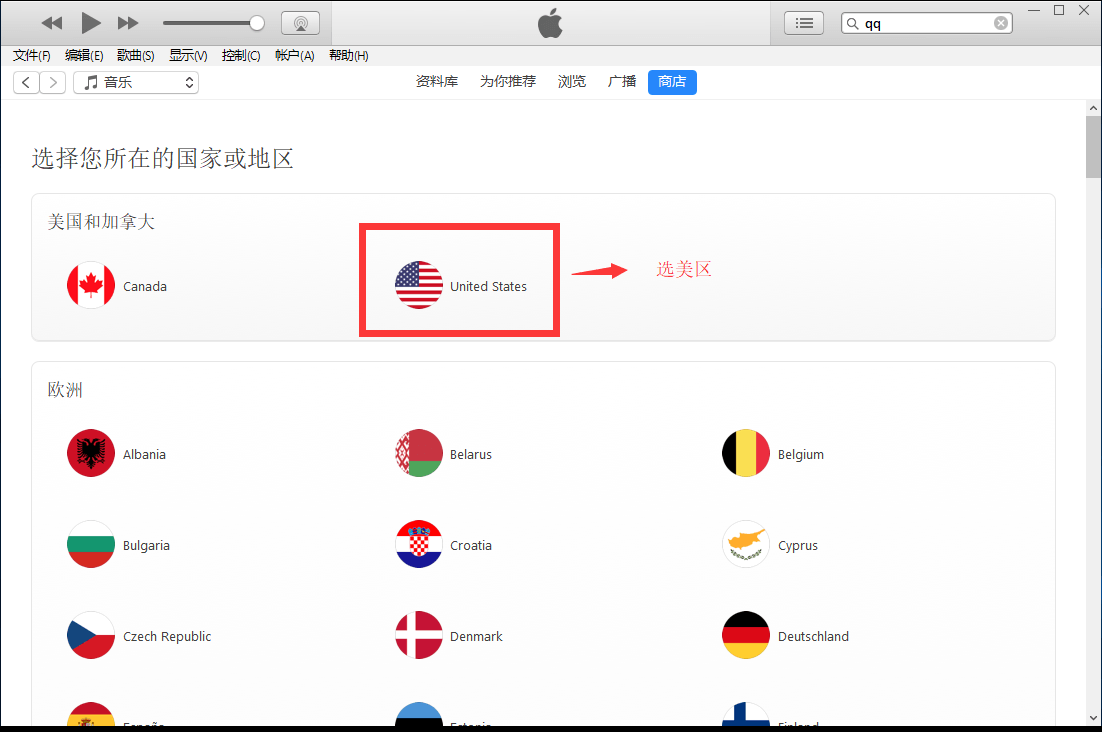 qq
文件(F) 编辑(E) 歌曲(S) 显示(V) 控制(C) 帐户(A) 帮助(H)
音乐 资料库 为你推荐 浏览 广播 商店
选择您所在的国家或地区
美国和加拿大
Canada United States 选美区
欧洲
Albania Belarus Belgium
Bulgaria Croatia Cyprus
Czech Republic Denmark Deutschland
España Estonia Finland